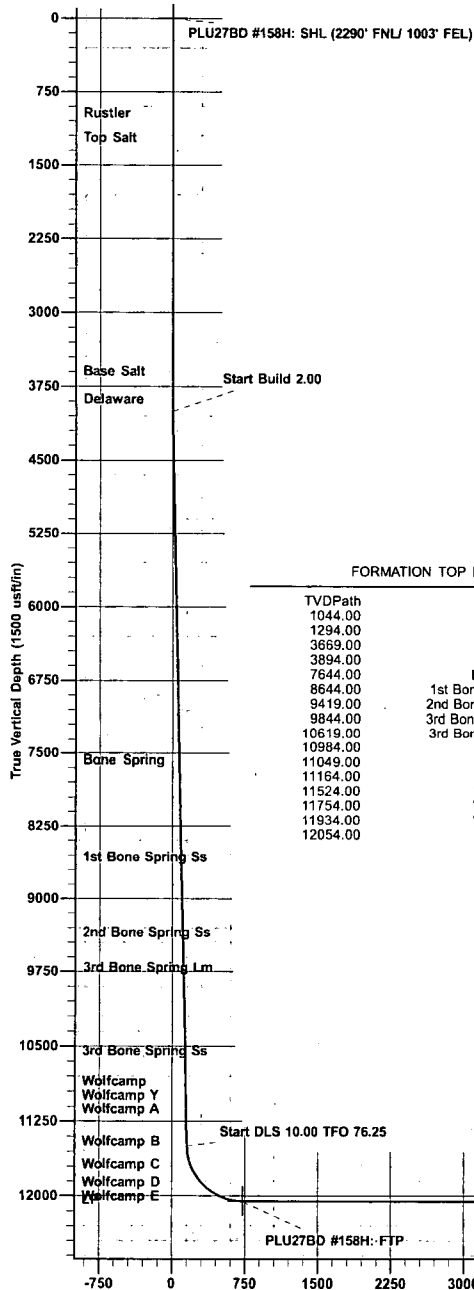 0
PLU27BD #158H: SHL (2290' FNL/ 1003' FEL)
750
Rustler
Top Salt
1500
2250
3000
Base Salt
3750
Start Build 2.00
Delaware
4500
5250
FORMATION TOP
6000
TVDPath
1044.00
1294.00
3669.00
3894.00
7644.00
8644.00 1st Bon
9419.00 2nd Bon
9844.00 3rd Bon
10619.00 3rd Bon
10984.00
11049.00
11164.00
11524.00
11754.00
11934.00
12054.00
True Vertical Depth (1500 usft/in)
6750
7500
Bone Spring
8250
1st Bone Spring Ss
9000
2nd Bone Spring Ss
9750
3rd Bone Spring Lm
10500
3rd Bone Spring Ss
Wolfcamp
Wolfcamp Y
Wolfcamp A
11250
Start DLS 10.00 TFO 76.25
Wolfcamp B
Wolfcamp C
Wolfcamp D
12000
Wolfcamp E
LP
PLU27BD #158H: FTP
-750 0 750 1500 2250 3000